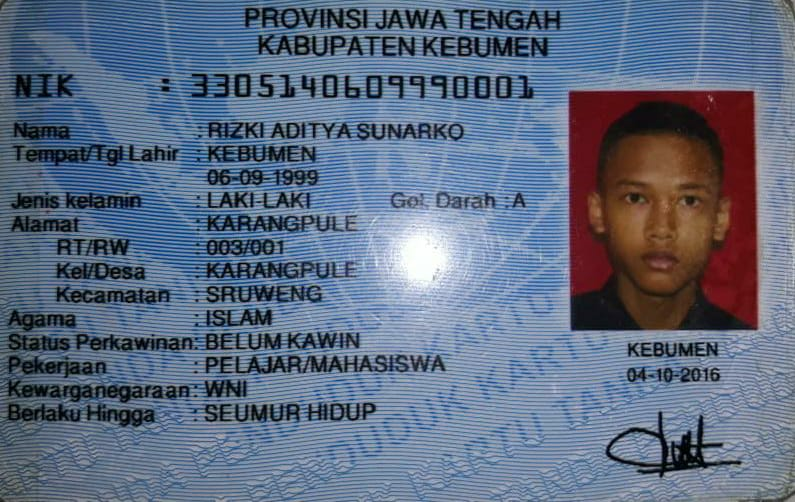 PROVINSI JAWA TENGAH
KABUPATEN KEBUMEN
NIK : 3305140609990001
Nama : RIZKI ADITYA SUNARKO
Tempat/Tgl Lahir : KEBUMEN
06-09-1999
Jenis kelamin : LAKI-LAKI Gol. Darah : A
Alamat : KARANGPULE
RT/RW : 003/001
Kel/Desa : KARANGPULE
Kecamatan : SRUWENG
Agama : ISLAM
Status Perkawinan: BELUM KAWIN
Pekerjaan : PELAJAR/MAHASISWA
Kewarganegaraan: WNI
Berlaku Hingga : SEUMUR HIDUP
KEBUMEN
04-10-2016